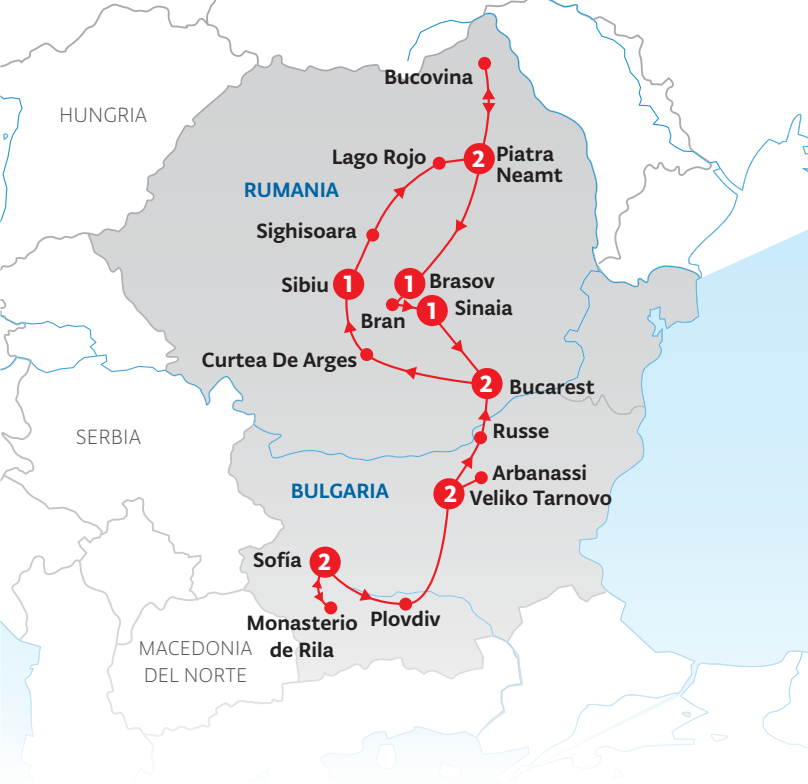 Bucovina
HUNGRIA
Lago Rojo
2
Piatra
Neamt
RUMANIA
Sighisoara
Sibiu
1
1
Brasov
Bran
1
Sinaia
Curtea De Arges
2
Bucarest
Russe
SERBIA
Arbanassi
BULGARIA
2
Veliko Tarnovo
Sofía
2
Monasterio
de Rila
Plovdiv
MACEDONIA
DEL NORTE